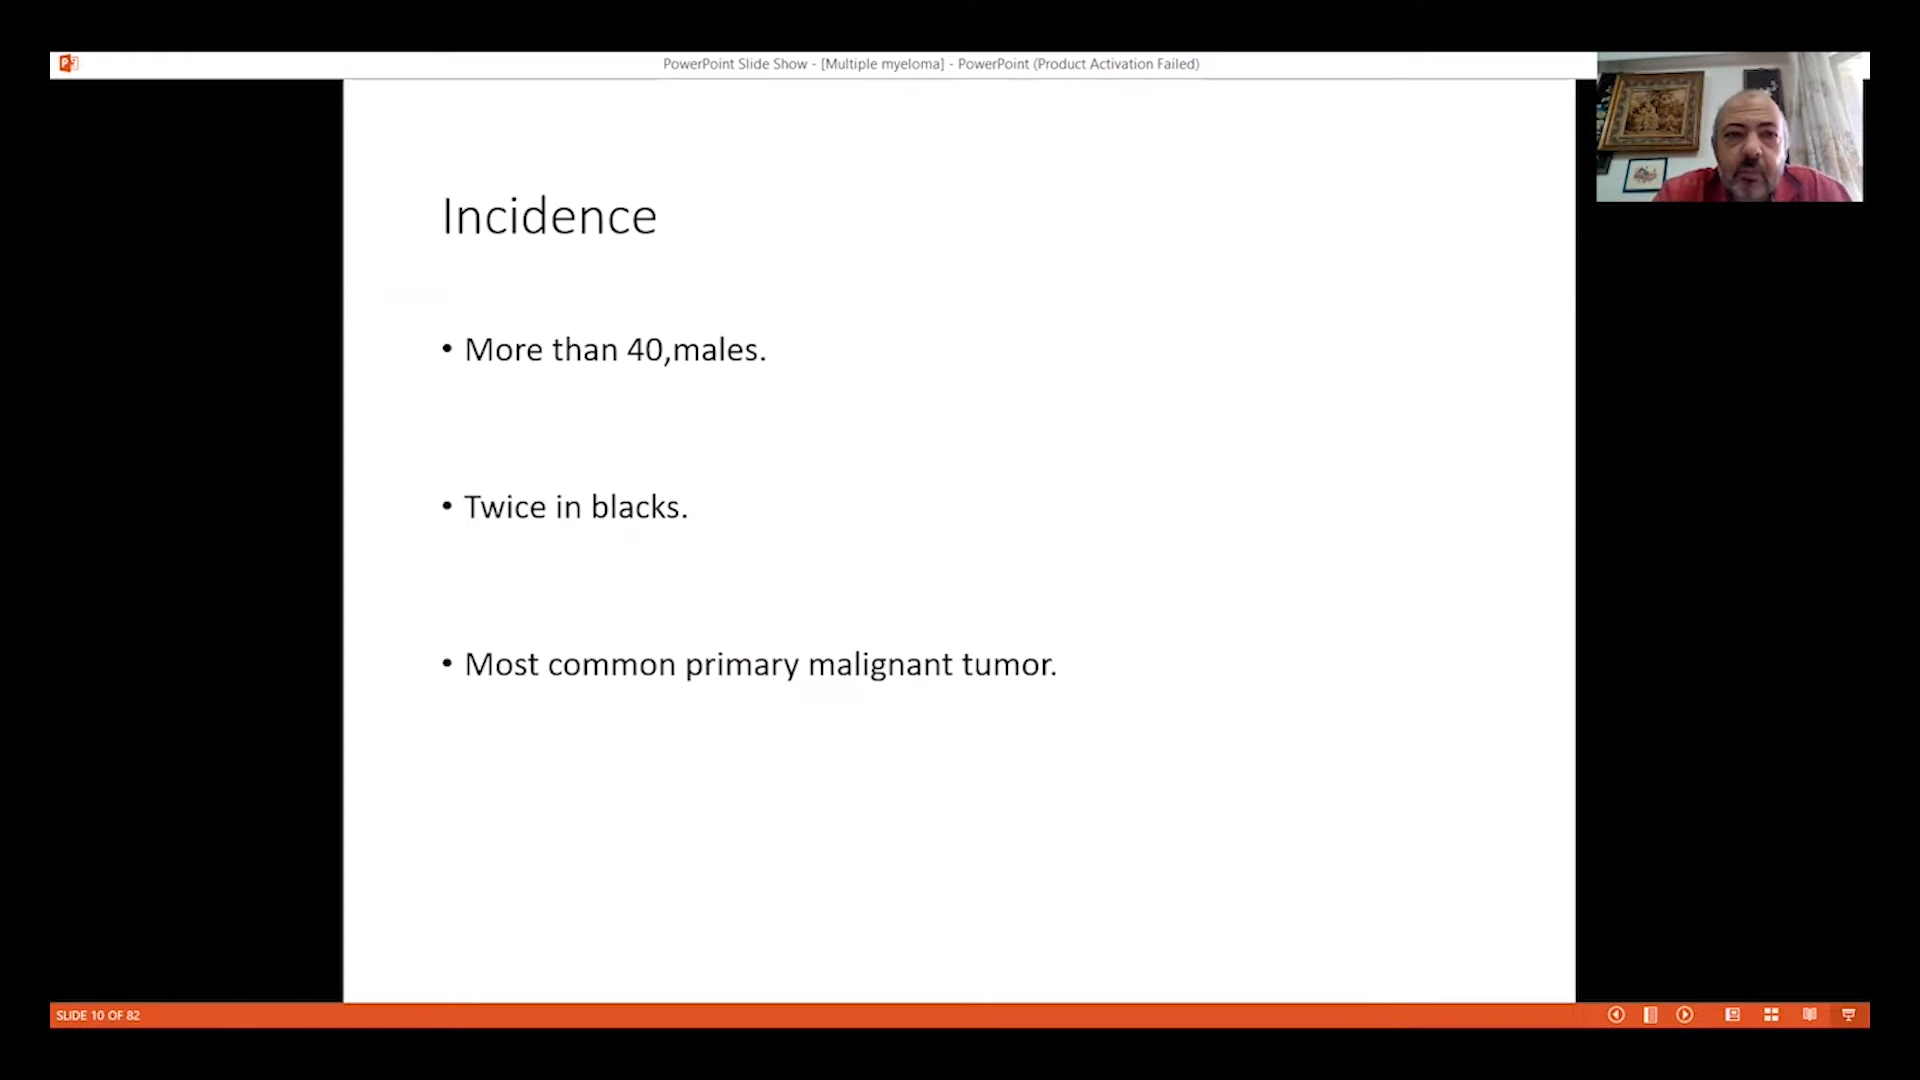 PowerPoint Slide Show - [Multiple myeloma] - PowerPoint (Product Activation Failed)
Incidence
• More than 40,males.
• Twice in blacks.
• Most common primary malignant tumor.
SLIDE 10 OF 82